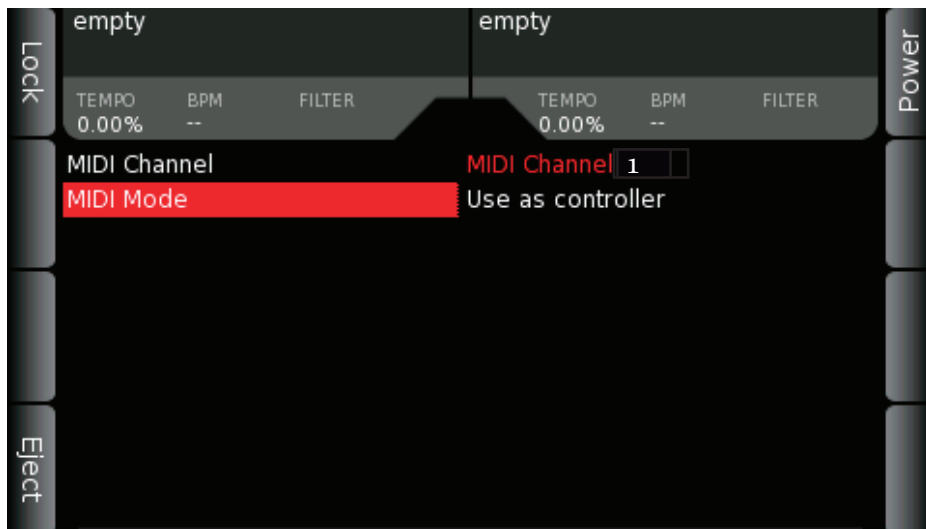 Lock
empty
empty
Power
TEMPO BPM FILTER
0.00% --
TEMPO BPM FILTER
0.00% --
MIDI Channel
MIDI Channel 1
MIDI Mode
Use as controller
Eject